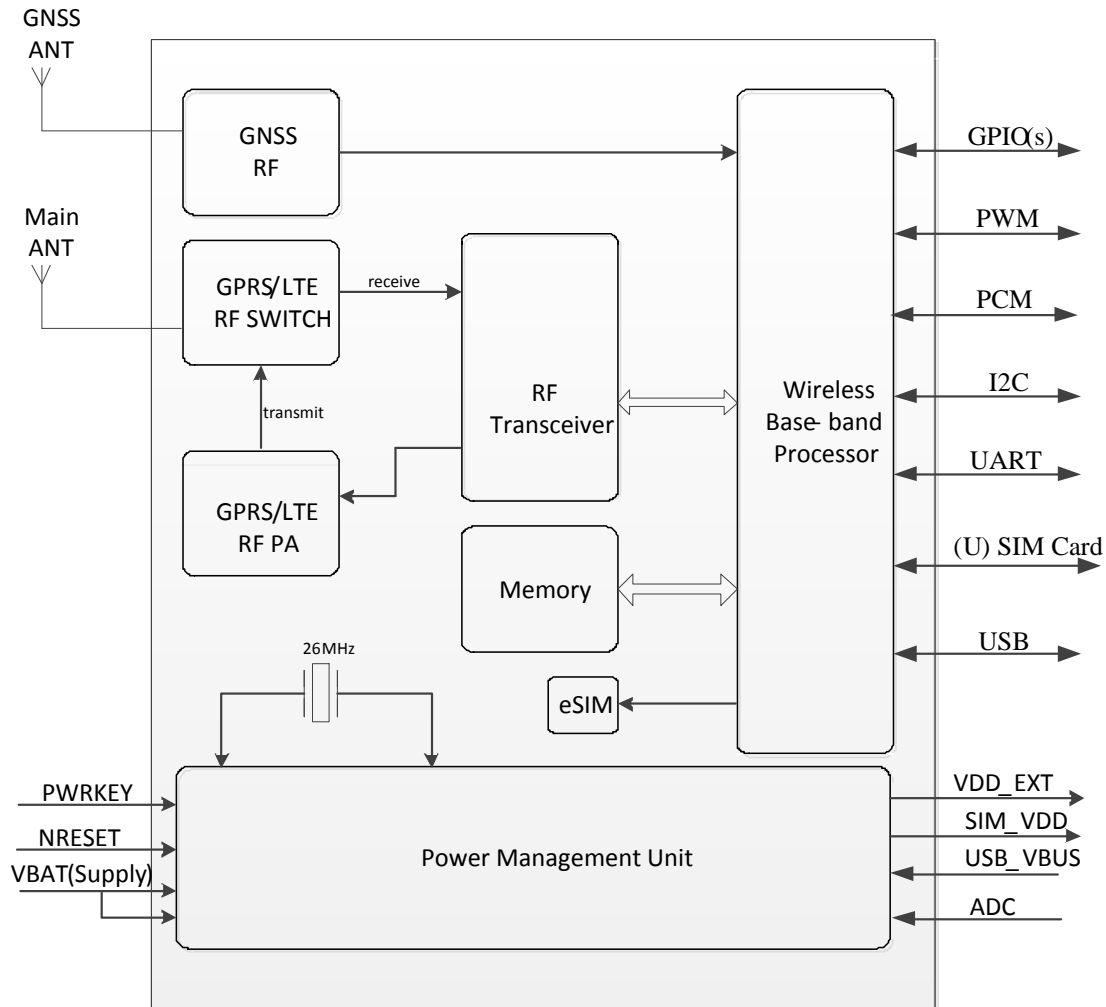 GNSS
ANT
GNSS
RF
GPIO(s)
Main
ANT
PWM
GPRS/LTE
RF SWITCH
receive
PCM
RF
Transceiver
Wireless
Base- band
Processor
I2C
transmit
UART
GPRS/LTE
RF PA
(U) SIM Card
Memory
USB
26MHz
eSIM
PWRKEY
NRESET
VBAT(Supply)
Power Management Unit
VDD_EXT
SIM_VDD
USB_VBUS
ADC